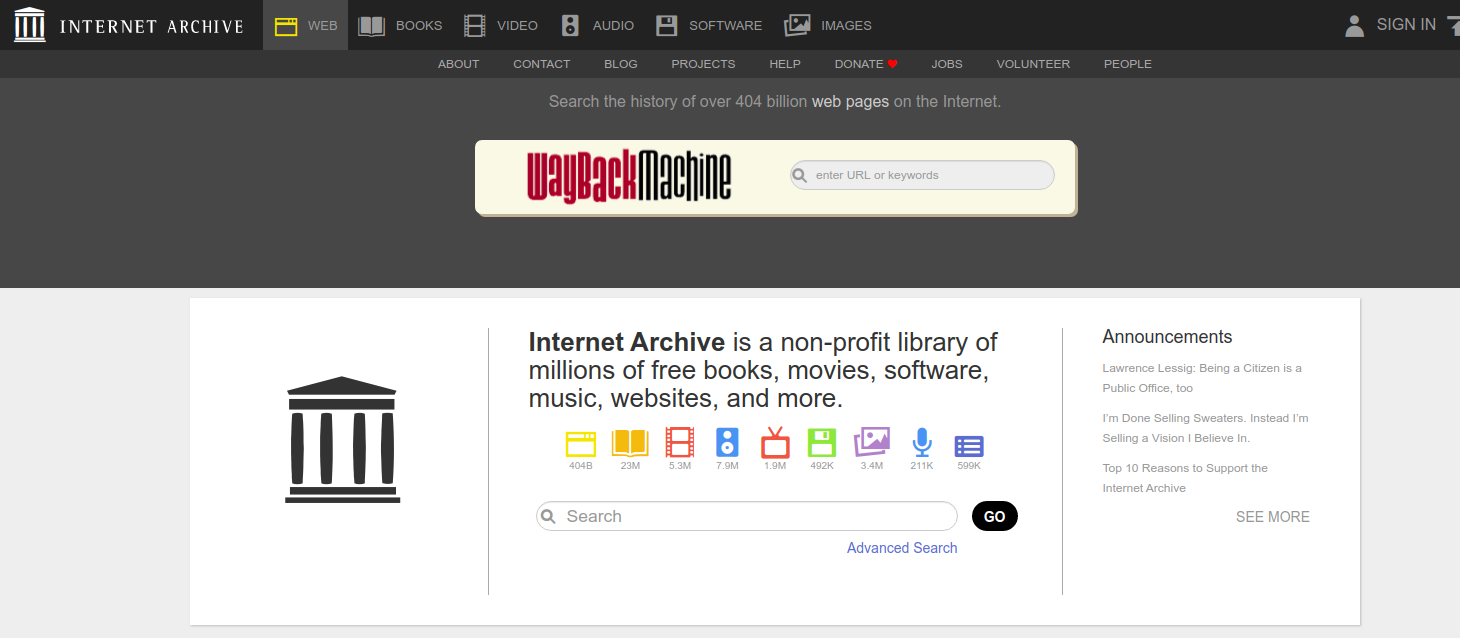 INTERNET ARCHIVE WEB BOOKS VIDEO AUDIO SOFTWARE IMAGES SIGN IN
ABOUT CONTACT BLOG PROJECTS HELP DONATE JOBS VOLUNTEER PEOPLE
Search the history of over 404 billion web pages on the Internet.
WayBackMachine enter URL or keywords
Internet Archive is a non-profit library of
millions of free books, movies, software,
music, websites, and more.
404B 23M 5.3M 7.9M 1.9M 492K 3.4M 211K 599K
Search GO
Advanced Search
Announcements
Lawrence Lessig: Being a Citizen is a
Public Office, too
I'm Done Selling Sweaters. Instead I'm
Selling a Vision I Believe In.
Top 10 Reasons to Support the
Internet Archive
SEE MORE